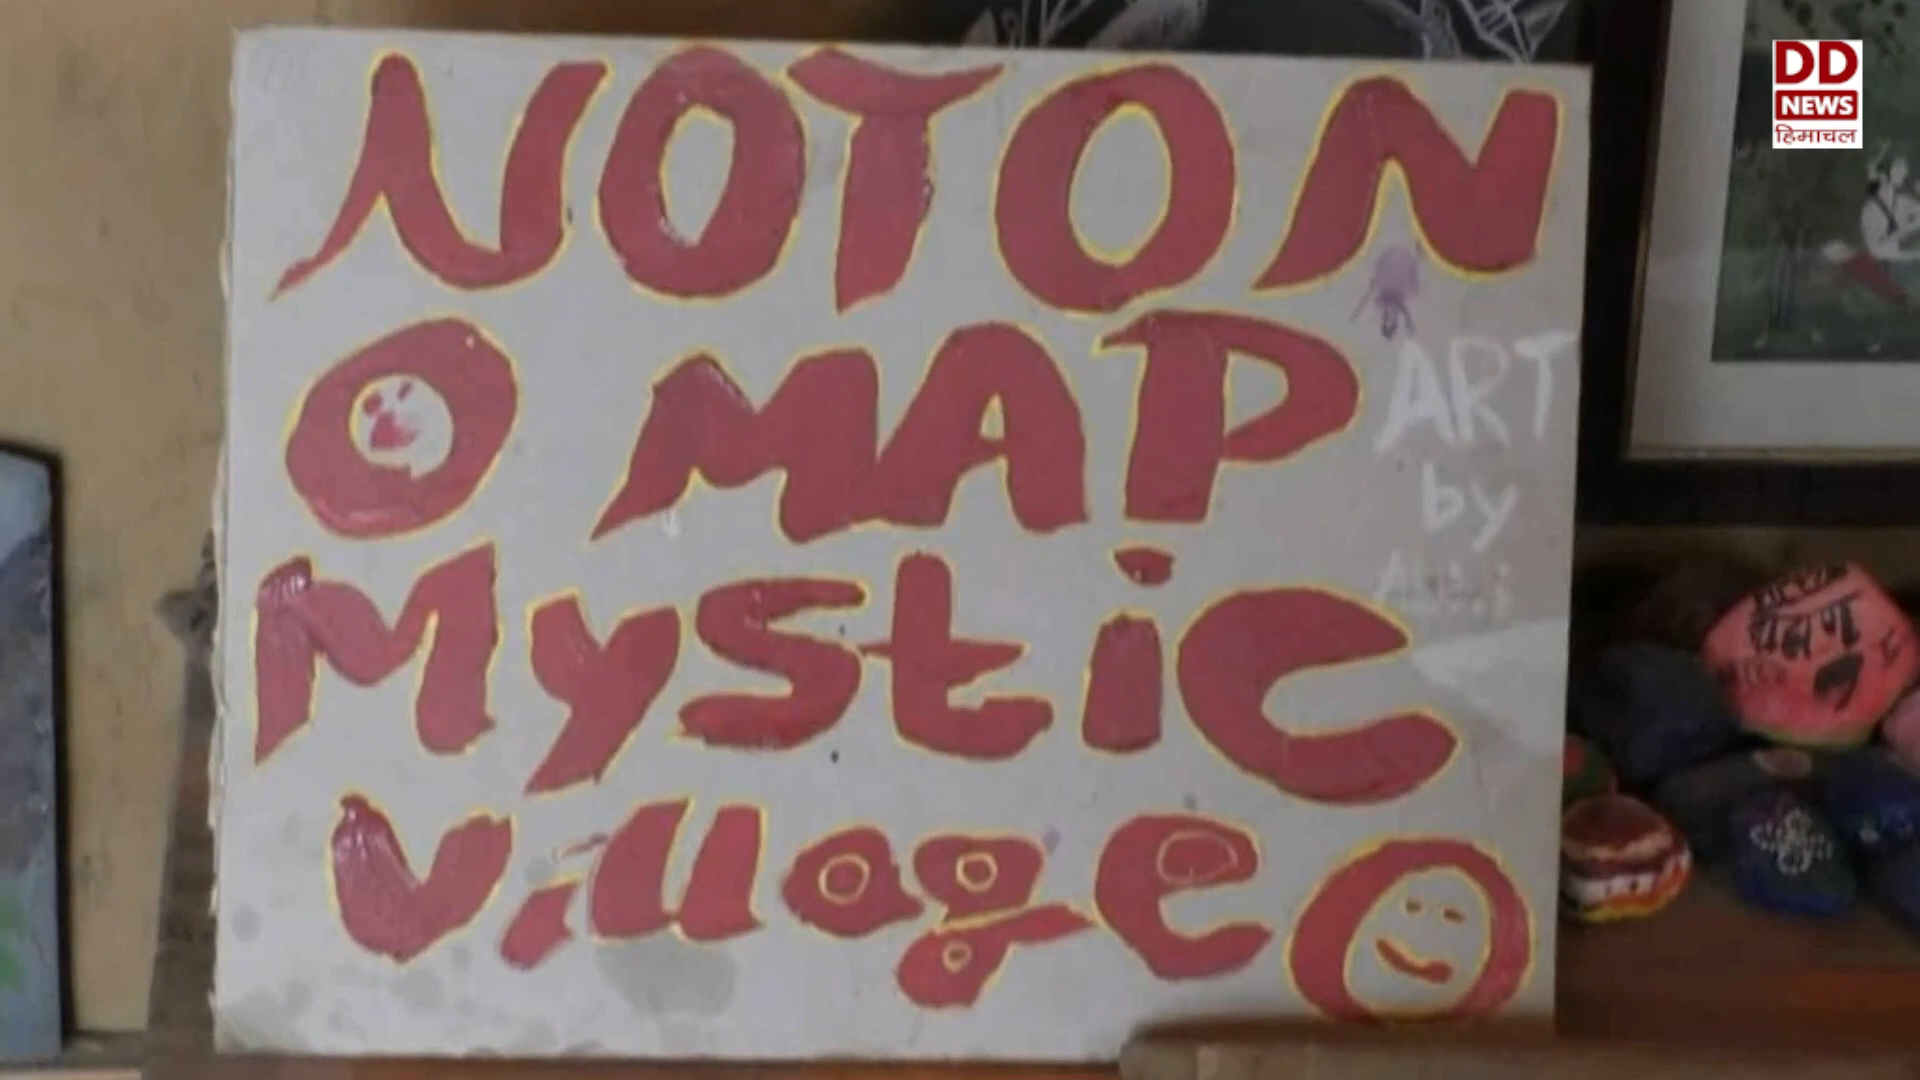 NOTON
O MAP
Mystic
Village
ART
by
DD
NEWS
हिमाचल